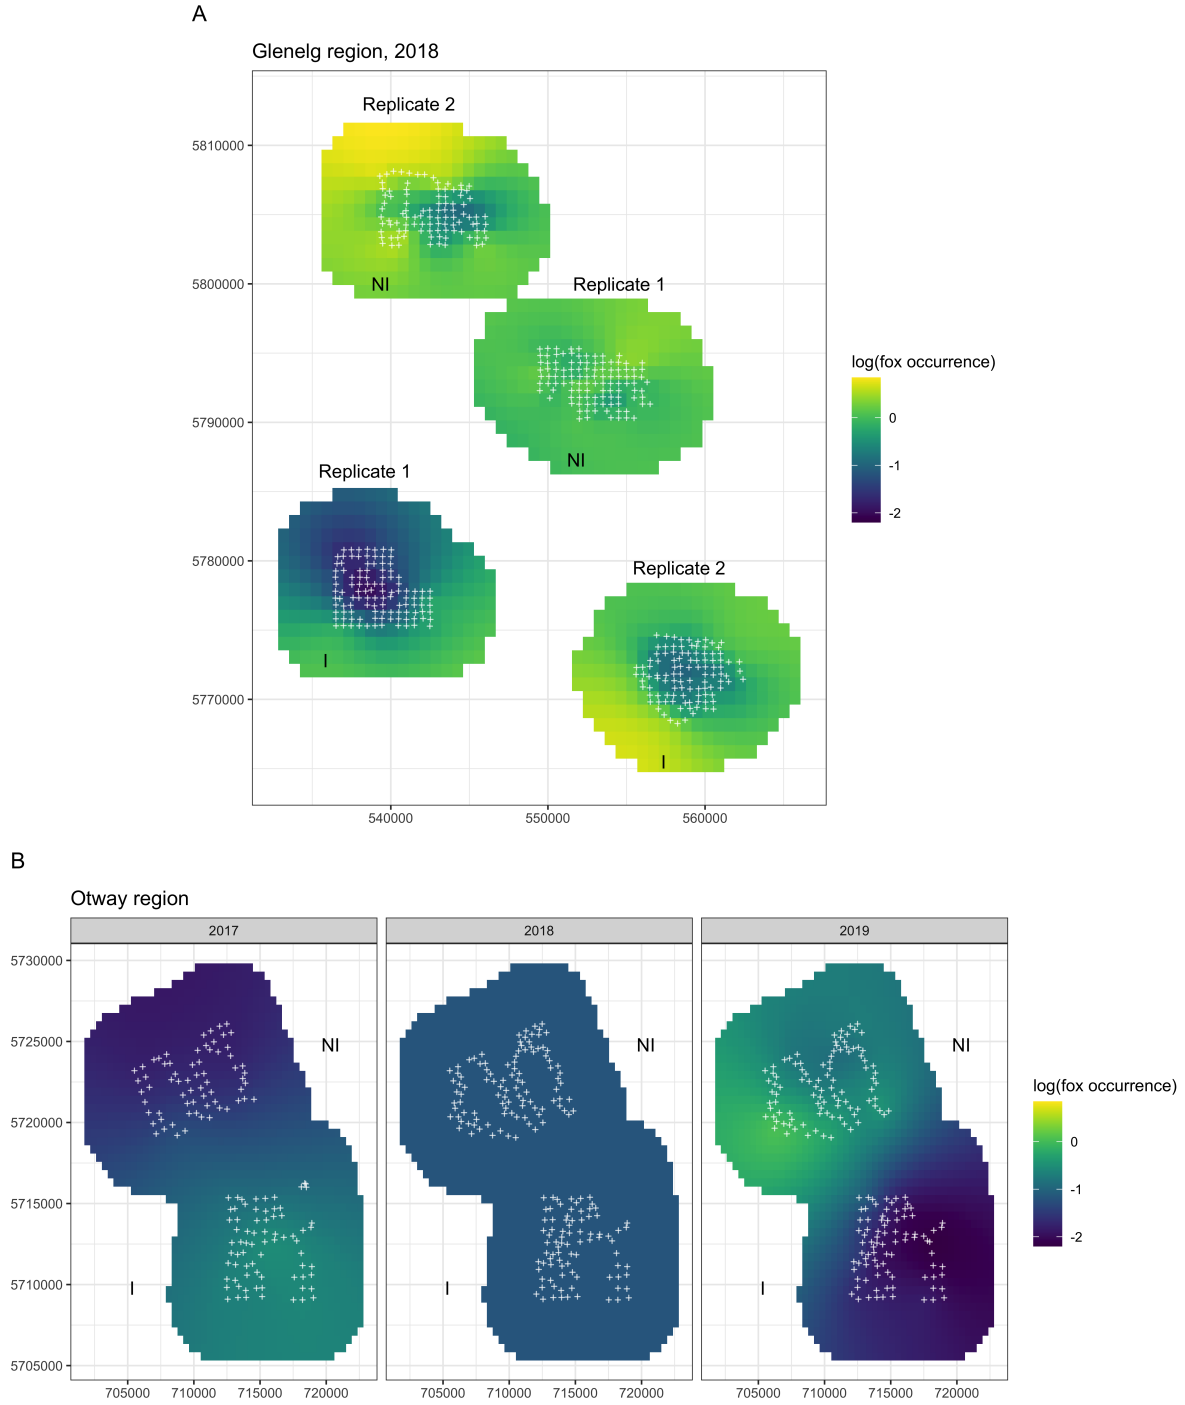 A
Glenelg region, 2018
Replicate 2
5810000
NI
5800000
Replicate 1
5790000
NI
Replicate 1
5780000
I
Replicate 2
5770000
I
540000 550000 560000
log(fox occurrence)
0
-1
-2
B
Otway region
2017 2018 2019
5730000
5725000
5720000
5715000
5710000
5705000
NI NI NI
I I I
705000 710000 715000 720000 705000 710000 715000 720000 705000 710000 715000 720000
log(fox occurrence)
0
-1
-2